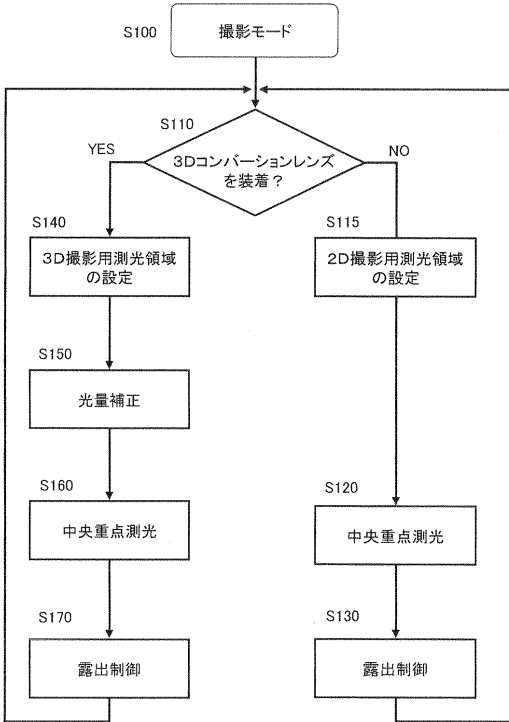 S100
撮影モード
S110
YES
3Dコンバージョンレンズ
を装着？
NO
S140
3D撮影用測光領域
の設定
S115
2D撮影用測光領域
の設定
S150
光量補正
S160
中央重点測光
S120
中央重点測光
S170
露出制御
S130
露出制御